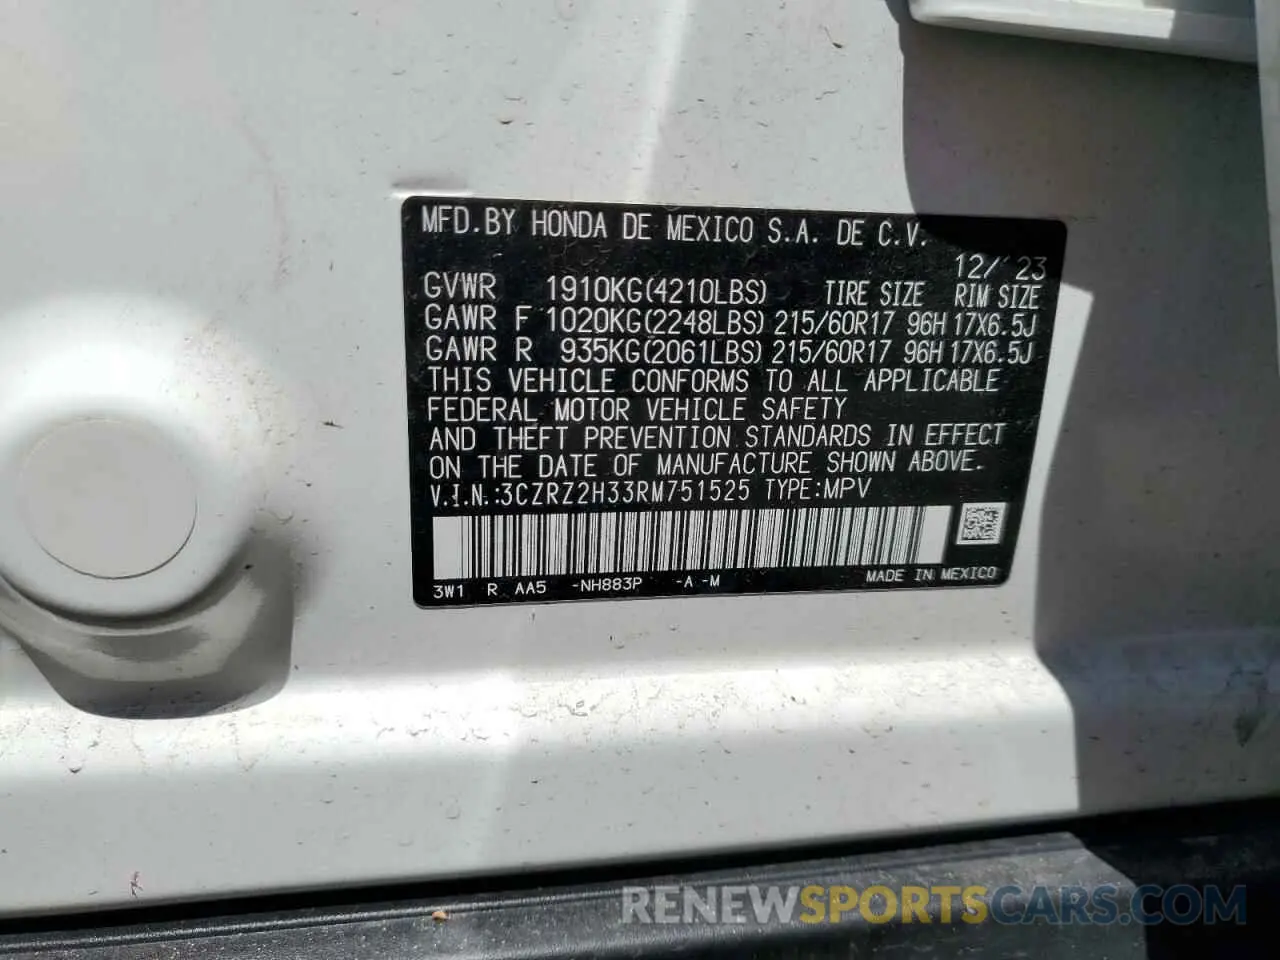 MFD.BY HONDA DE MEXICO S.A. DE C.V.
12/ '23
GVWR 1910KG(4210LBS) TIRE SIZE RIM SIZE
GAWR F 1020KG(2248LBS) 215/60R17 96H 17X6.5J
GAWR R 935KG(2061LBS) 215/60R17 96H 17X6.5J
THIS VEHICLE CONFORMS TO ALL APPLICABLE
FEDERAL MOTOR VEHICLE SAFETY
AND THEFT PREVENTION STANDARDS IN EFFECT
ON THE DATE OF MANUFACTURE SHOWN ABOVE.
V.I.N.:3CZRZ2H33RM751525 TYPE:MPV
3W1 R AA5 -NH883P -A -M MADE IN MEXICO
RENEWSPORTSCARS.COM